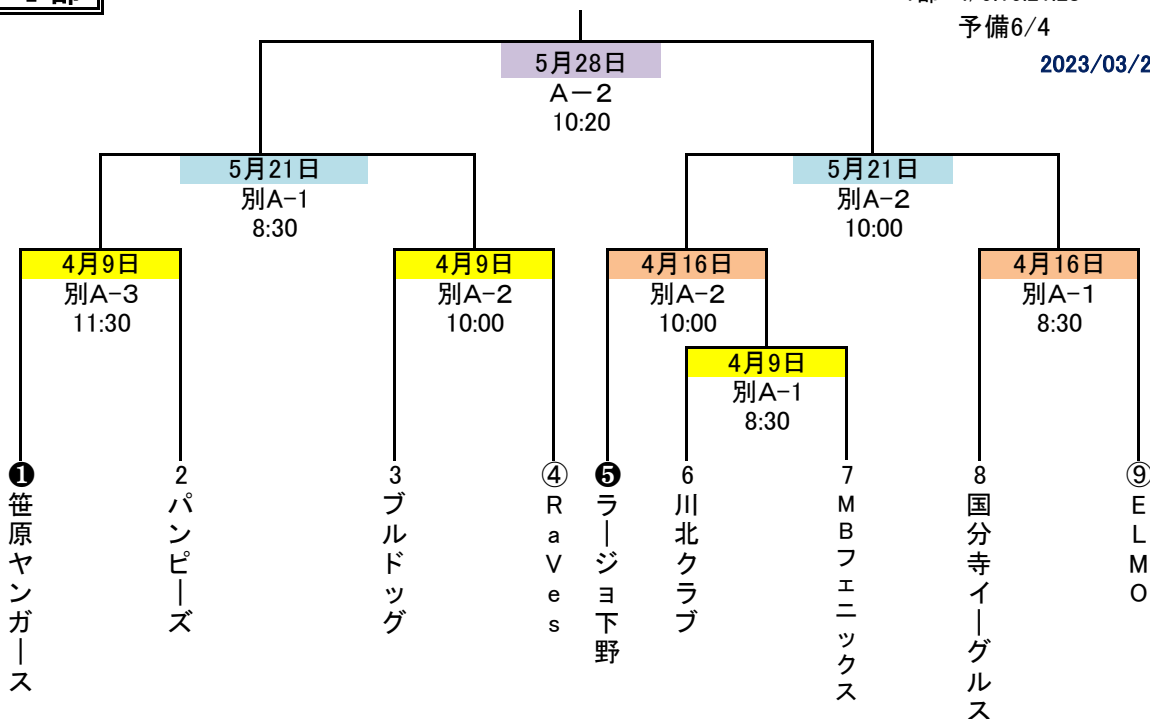 予備6/4
2023/03/2
5月28日
A－2
10:20
5月21日
別A-1
8:30
5月21日
別A-2
10:00
4月9日
別A-3
11:30
4月9日
別A-2
10:00
4月16日
別A-2
10:00
4月16日
別A-1
8:30
4月9日
別A-1
8:30
❶笹原ヤンガース
2パンピーズ
3ブルドッグ
④RaVes
❺ラージョ下野
6川北クラブ
7MBフェニックス
8国分寺イーグルス
⑨ELMO